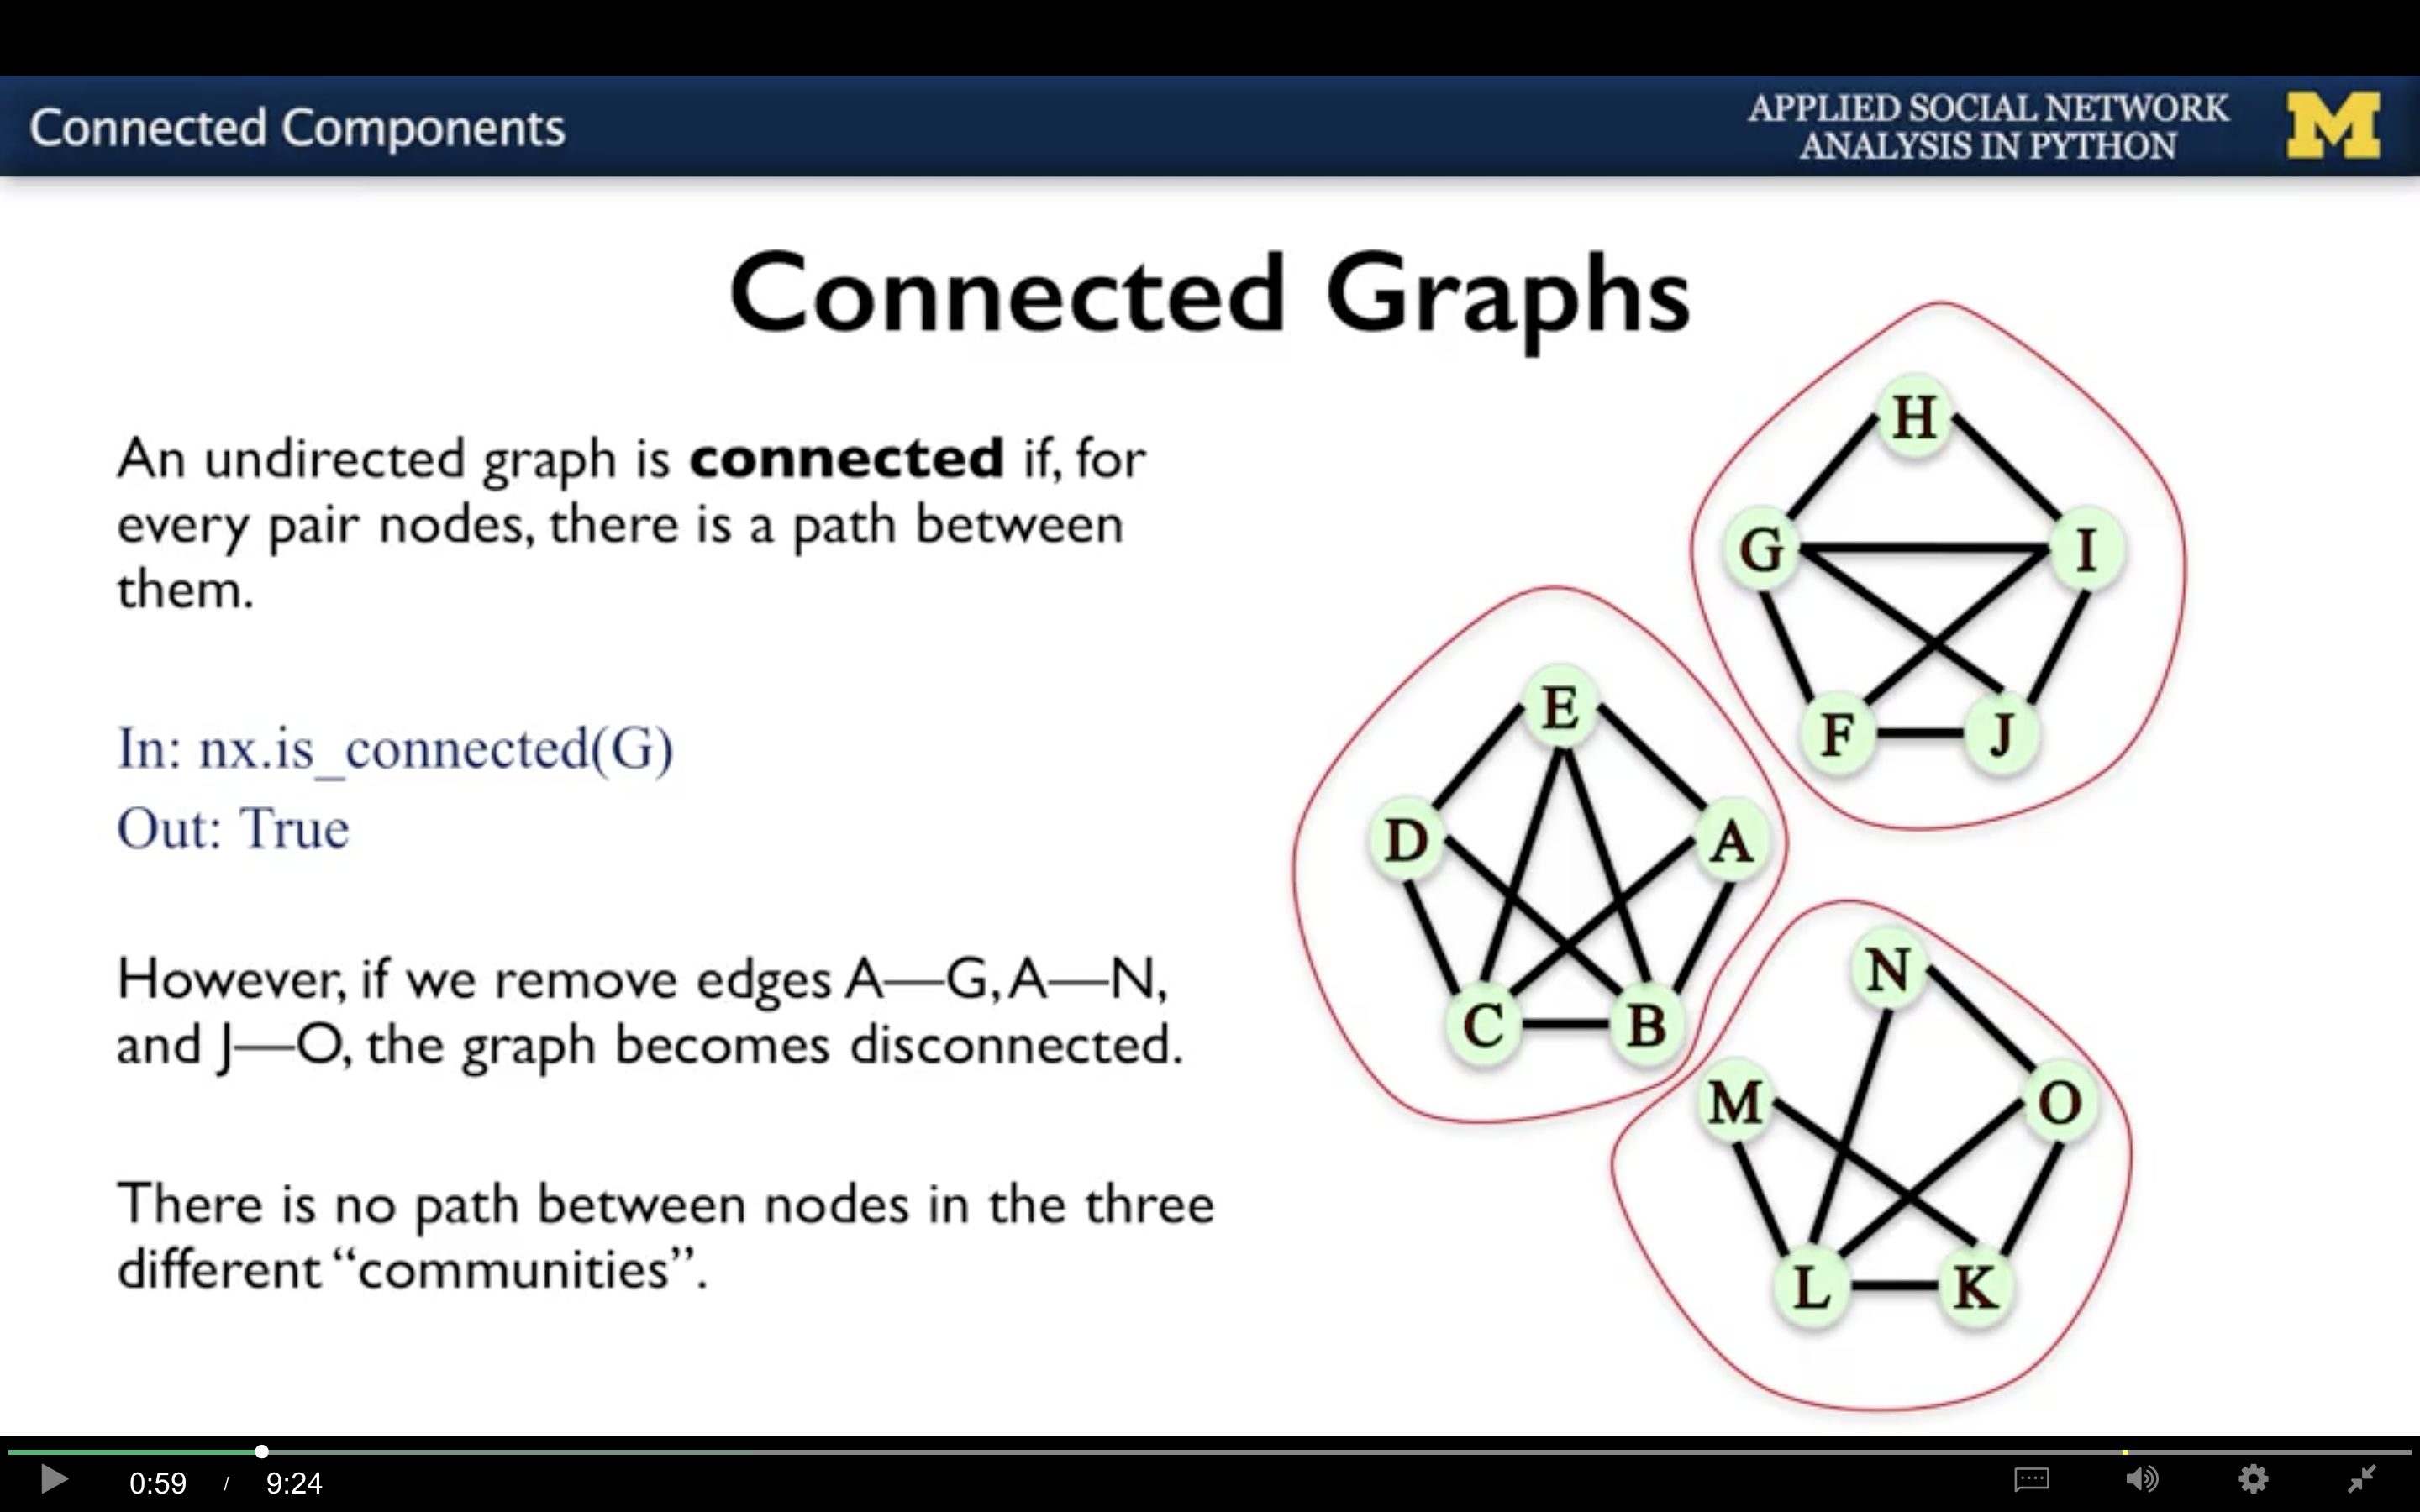 Connected Components
APPLIED SOCIAL NETWORK
ANALYSIS IN PYTHON
M
Connected Graphs
An undirected graph is connected if, for
every pair nodes, there is a path between
them.
In: nx.is_connected(G)
Out: True
However, if we remove edges A—G, A—N,
and J—O, the graph becomes disconnected.
There is no path between nodes in the three
different “communities”.
H
G
I
F
J
E
D
A
C
B
N
M
O
L
K
0:59 / 9:24